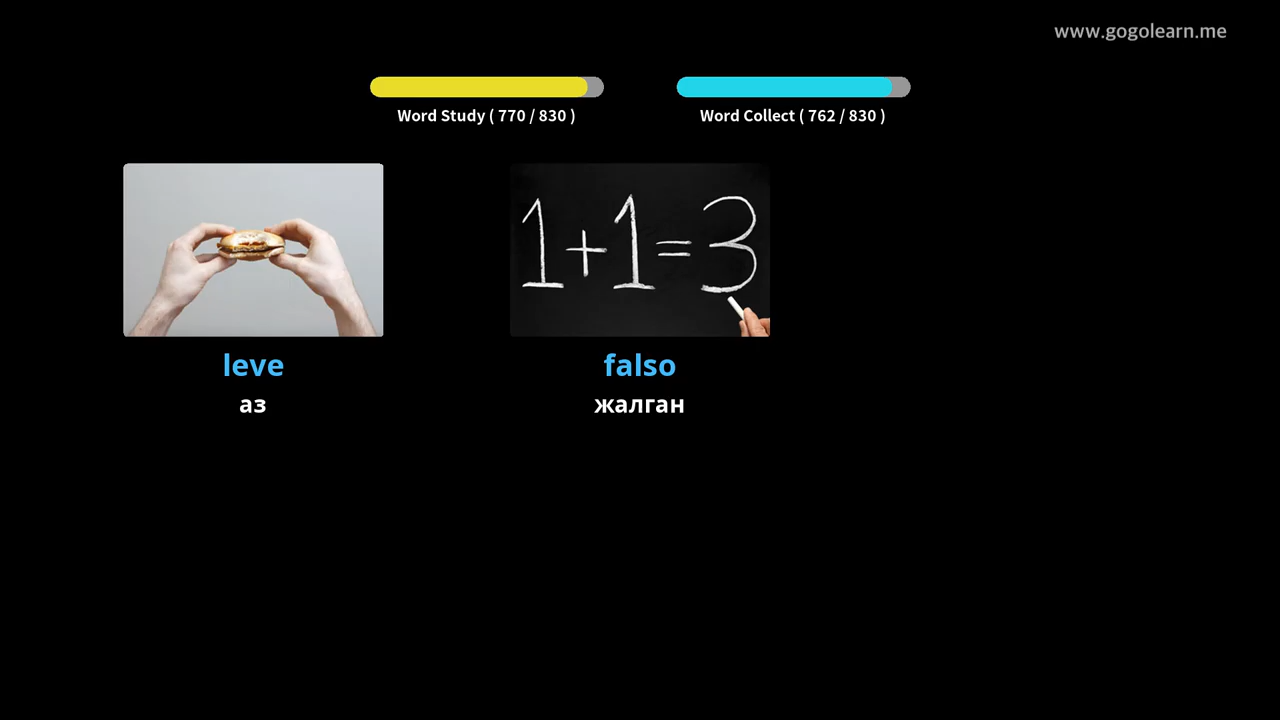 www.gogolearn.me
Word Study ( 770 / 830 )
Word Collect ( 762 / 830 )
1+1=3
leve
аз
falso
жалган